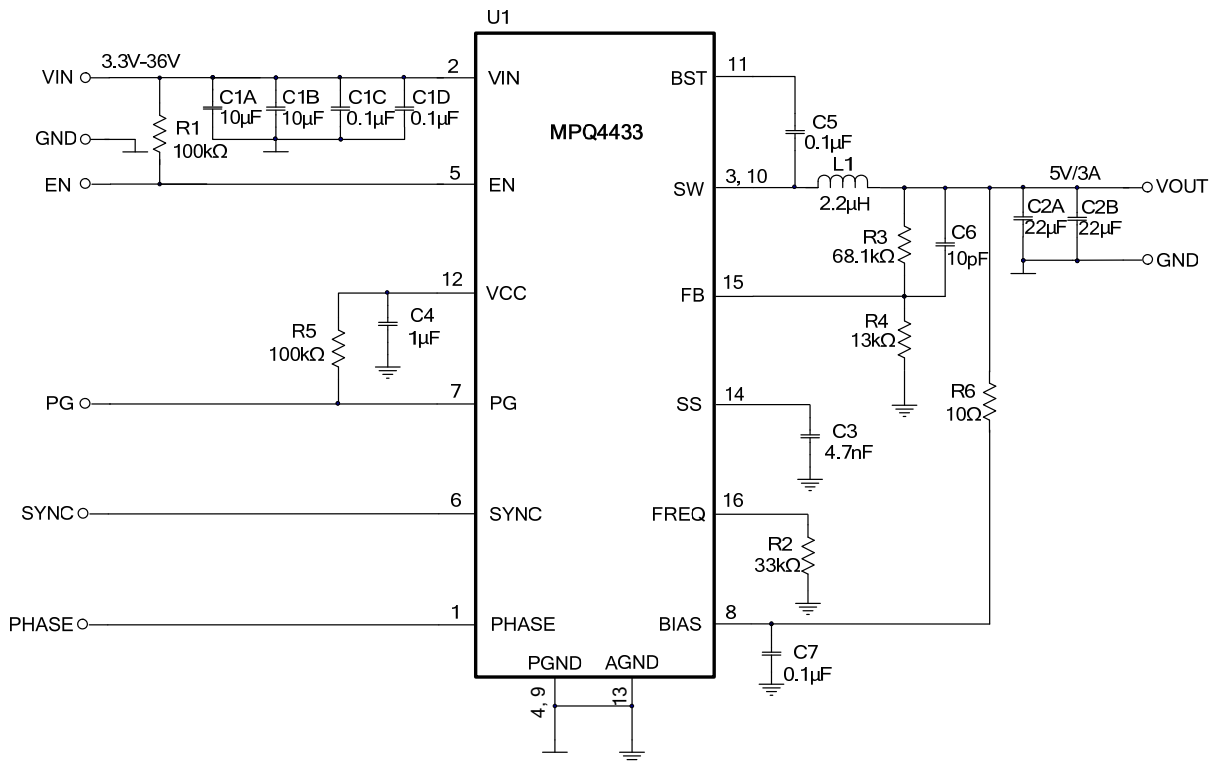 U1
3.3V-36V
VIN
2
VIN
BST
11
C1A
10µF
C1B
10µF
C1C
0.1µF
C1D
0.1µF
GND
R1
100kΩ
MPQ4433
C5
0.1µF
EN
5
EN
SW
3, 10
L1
2.2µH
5V/3A
VOUT
C2A
22µF
C2B
22µF
R3
68.1kΩ
C6
10pF
GND
12
VCC
FB
15
R5
100kΩ
C4
1µF
R4
13kΩ
PG
7
PG
SS
14
R6
10Ω
C3
4.7nF
SYNC
6
SYNC
FREQ
16
R2
33kΩ
PHASE
1
PHASE
BIAS
8
C7
0.1µF
PGND
AGND
4, 9
13